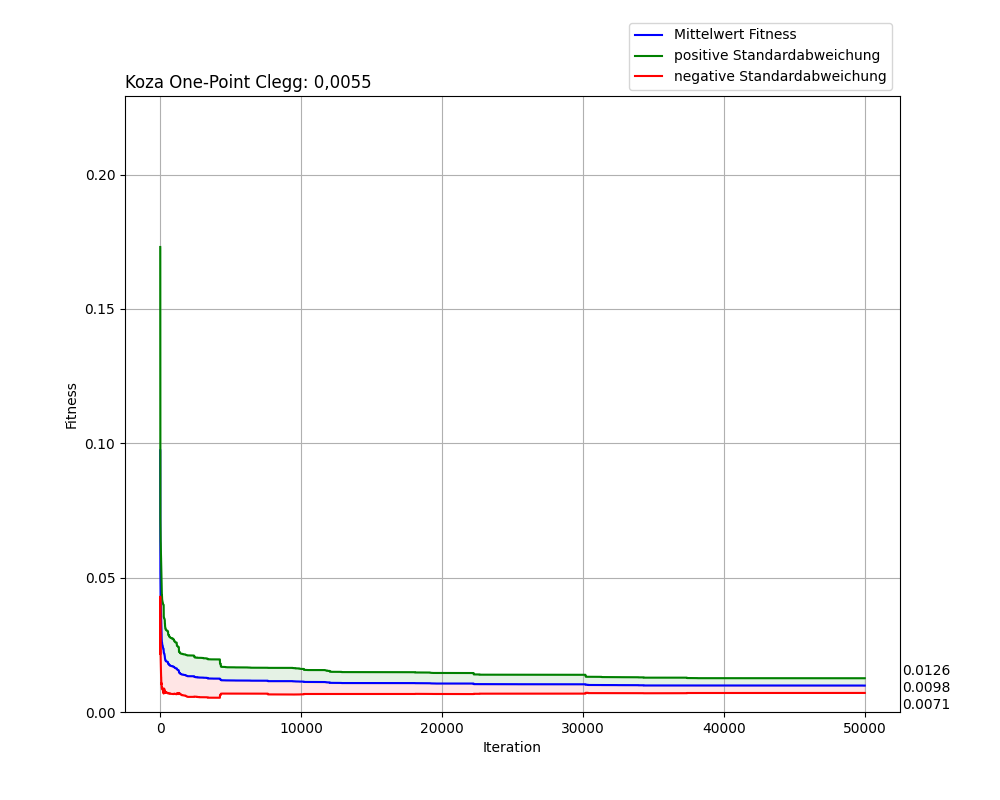 Mittelwert Fitness
positive Standardabweichung
negative Standardabweichung
Koza One-Point Clegg: 0,0055
0.20
0.15
0.10
0.05
0.00
Fitness
0.0126
0.0098
0.0071
0
10000
20000
30000
40000
50000
Iteration